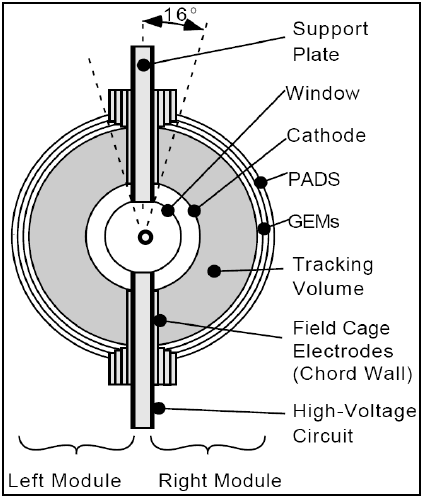 16°
Support
Plate
Window
Cathode
PADS
GEMs
Tracking
Volume
Field Cage
Electrodes
(Chord Wall)
High-Voltage
Circuit
Left Module
Right Module